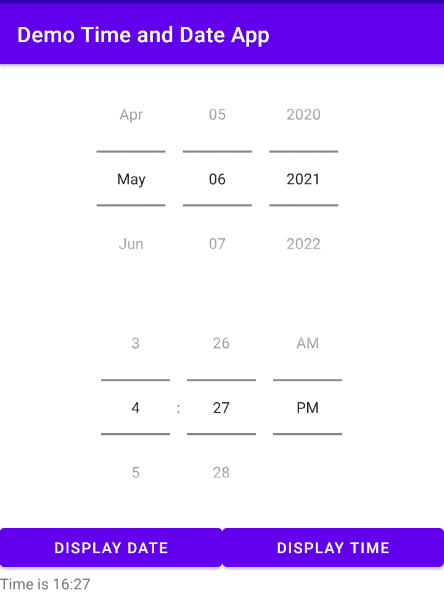 Demo Time and Date App
Apr 05 2020
May 06 2021
Jun 07 2022
3 26 AM
4 : 27 PM
5 28
DISPLAY DATE DISPLAY TIME
Time is 16:27